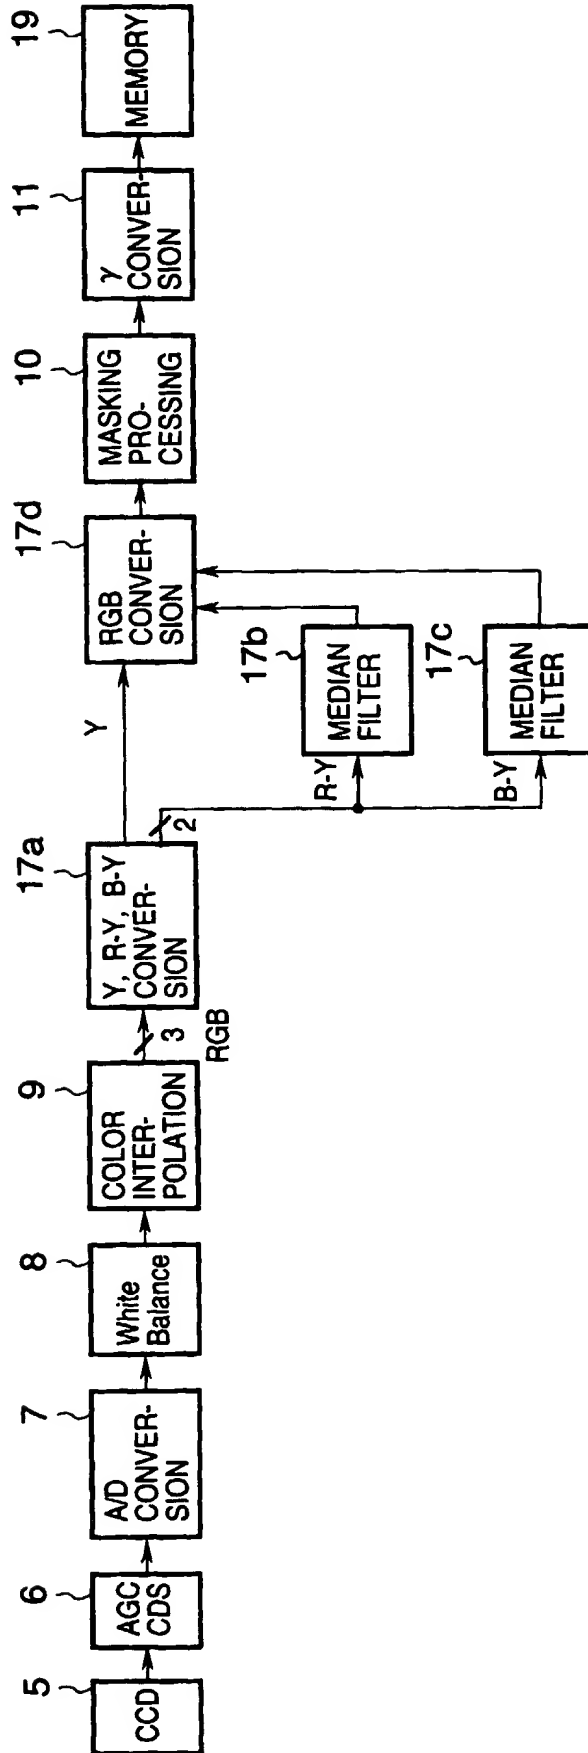 5
CCD
6
AGC
CDS
7
A/D
CONVER-
SION
8
White
Balance
9
COLOR
INTER-
POLATION
3
RGB
17a
Y, R-Y, B-Y
CONVER-
SION
2
Y
R-Y
17b
MEDIAN
FILTER
B-Y
17c
MEDIAN
FILTER
17d
RGB
CONVER-
SION
10
MASKING
PRO-
CESSING
11
γ
CONVER-
SION
19
MEMORY